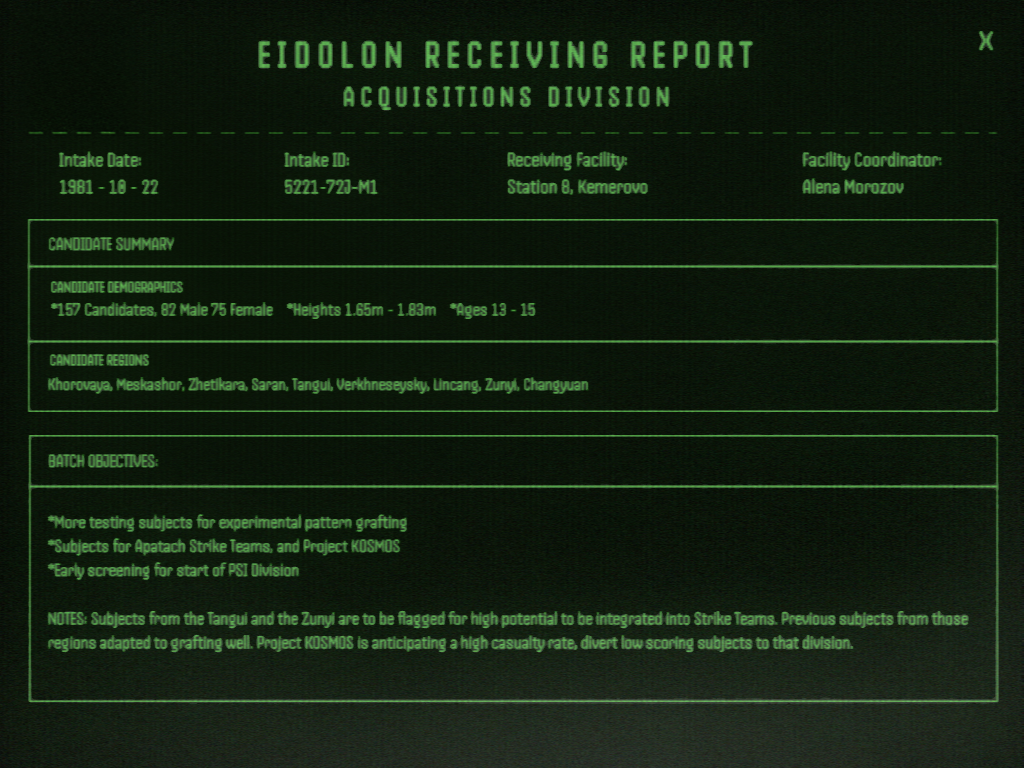 X
EIDOLON RECEIVING REPORT
ACQUISITIONS DIVISION
Intake Date: Intake ID: Receiving Facility: Facility Coordinator:
1981 - 10 - 22 5221-72J-M1 Station 8, Kemerovo Alena Morozov
CANDIDATE SUMMARY
CANDIDATE DEMOGRAPHICS
*157 Candidates, 82 Male 75 Female *Heights 1.65m - 1.83m *Ages 13 - 15
CANDIDATE REGIONS
Khorovaya, Meskashor, Zhetikara, Saran, Tangui, Verkhneseysky, Lincang, Zunyi, Changyuan
BATCH OBJECTIVES:
*More testing subjects for experimental pattern grafting
*Subjects for Apatach Strike Teams, and Project KOSMOS
*Early screening for start of PSI Division
NOTES: Subjects from the Tangui and the Zunyi are to be flagged for high potential to be integrated into Strike Teams. Previous subjects from those
regions adapted to grafting well. Project KOSMOS is anticipating a high casualty rate, divert low scoring subjects to that division.